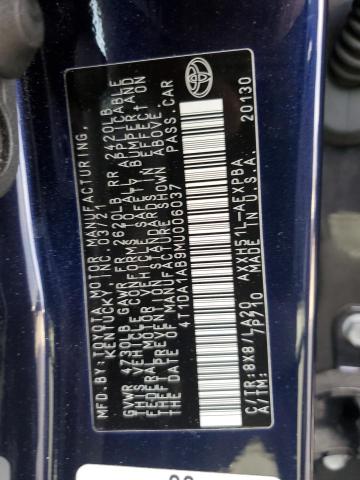 MFD.BY:TOYOTA MOTOR MANUFACTURING,
KENTUCKY, INC. 03/21
GVWR 4730LB GAWR FR 2620LB RR 2420LB
THIS VEHICLE CONFORMS TO ALL APPLICABLE
FEDERAL MOTOR VEHICLE SAFETY, BUMPER, AND
THEFT PREVENTION STANDARDS IN EFFECT ON
THE DATE OF MANUFACTURE SHOWN ABOVE.
4T1DA1AB9MU006037 PASS.CAR
C/TR:8X8/LA20 AXXH51L-AEXRBA
A/TM: /P710 MADE IN U.S.A. 20130